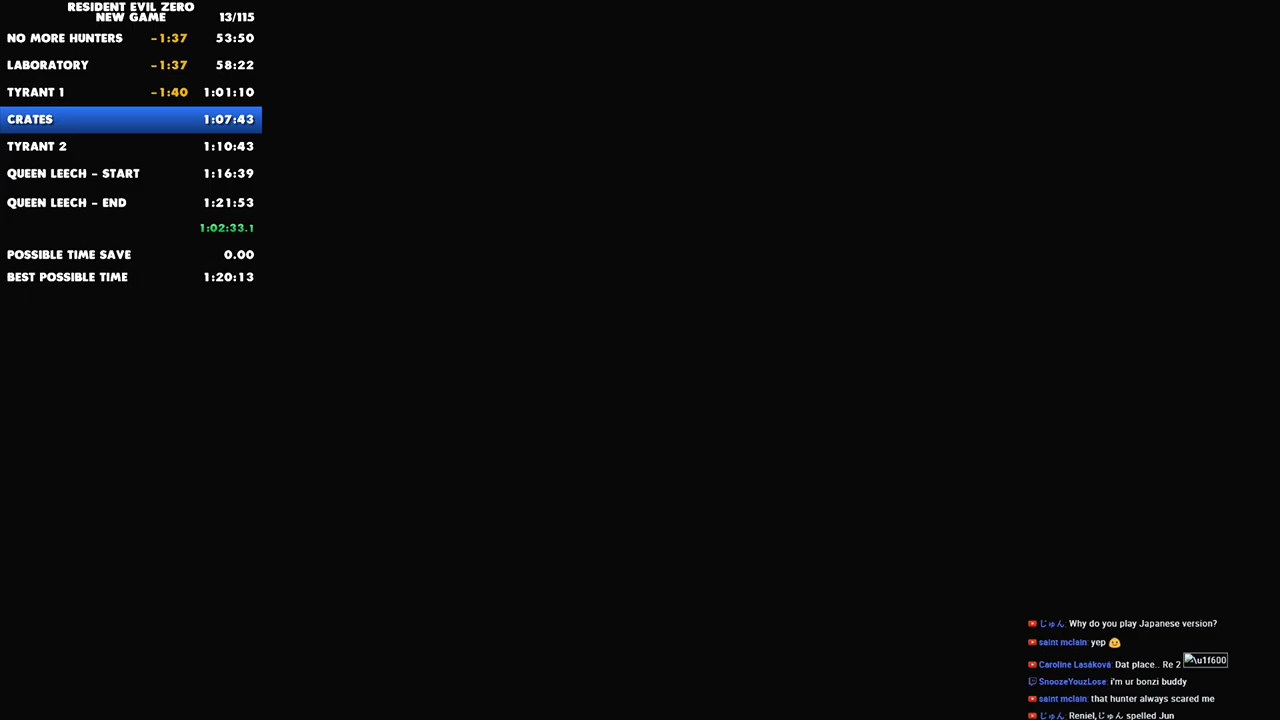 RESIDENT EVIL ZERO
NEW GAME 13/115
NO MORE HUNTERS -1:37 53:50
LABORATORY -1:37 58:22
TYRANT 1 -1:40 1:01:10
CRATES 1:07:43
TYRANT 2 1:10:43
QUEEN LEECH - START 1:16:39
QUEEN LEECH - END 1:21:53
1:02:33.1
POSSIBLE TIME SAVE 0.00
BEST POSSIBLE TIME 1:20:13
じゅん: Why do you play Japanese version?
saint mclain: yep
Caroline Lasáková: Dat place.. Re 2 \u1f600
SnoozeYouzLose: i'm ur bonzi buddy
saint mclain: that hunter always scared me
じゅん: Reniel,じゅん spelled Jun